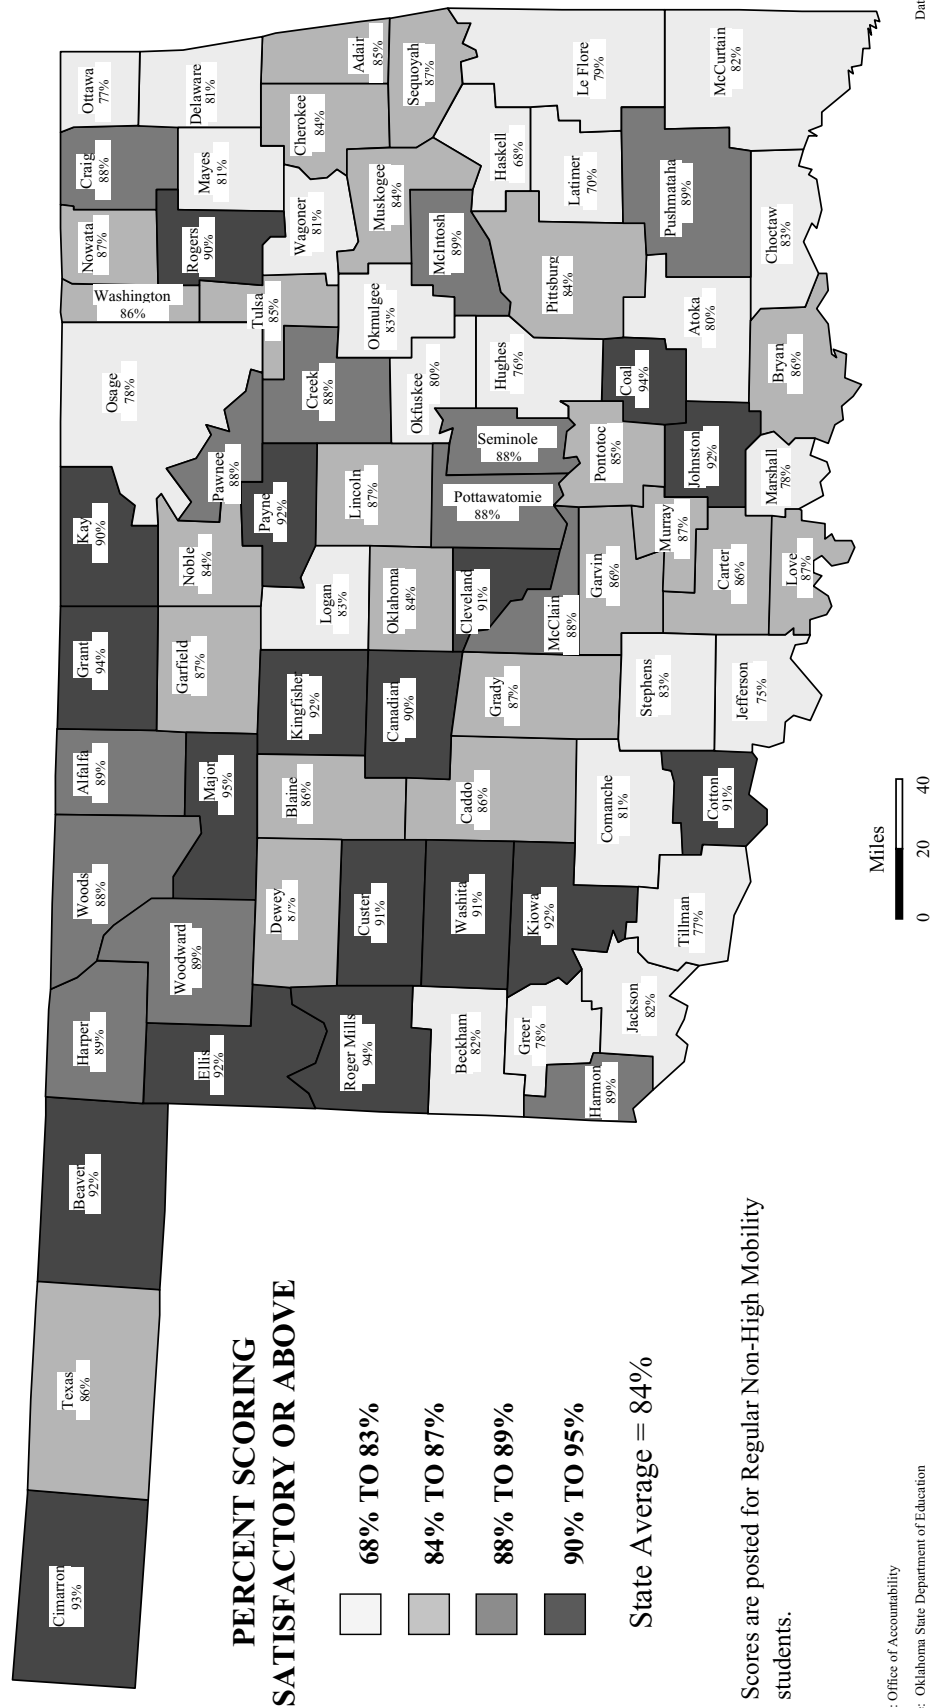 Cimarron
93%
Texas
86%
Beaver
92%
Harper
89%
Woods
88%
Alfalfa
89%
Grant
94%
Kay
90%
Osage
78%
Washington
86%
Nowata
87%
Craig
88%
Ottawa
77%
Ellis
92%
Woodward
89%
Major
95%
Garfield
87%
Noble
84%
Pawnee
88%
Rogers
90%
Mayes
81%
Delaware
81%
Roger Mills
94%
Dewey
87%
Blaine
86%
Kingfisher
92%
Logan
83%
Payne
92%
Creek
88%
Tulsa
85%
Wagoner
81%
Cherokee
84%
Adair
85%
Custer
91%
Canadian
90%
Oklahoma
84%
Lincoln
87%
Okfuskee
80%
Okmulgee
83%
Muskogee
84%
Sequoyah
87%
Beckham
82%
Washita
91%
Caddo
86%
Grady
87%
Cleveland
91%
McClain
88%
Pottawatomie
88%
Seminole
88%
Hughes
76%
McIntosh
89%
Haskell
68%
Greer
78%
Kiowa
92%
Harmon
89%
Jackson
82%
Tillman
77%
Comanche
81%
Cotton
91%
Stephens
83%
Jefferson
75%
Garvin
86%
Murray
87%
Carter
86%
Love
87%
Pontotoc
85%
Johnston
92%
Marshall
78%
Coal
94%
Pittsburg
84%
Latimer
70%
Le Flore
79%
Atoka
80%
Pushmataha
89%
McCurtain
82%
Bryan
86%
Choctaw
83%
PERCENT SCORING
SATISFACTORY OR ABOVE
68% TO 83%
84% TO 87%
88% TO 89%
90% TO 95%
State Average = 84%
Scores are posted for Regular Non-High Mobility
students.
Miles
0 20 40
: Office of Accountability
: Oklahoma State Department of Education
Dat